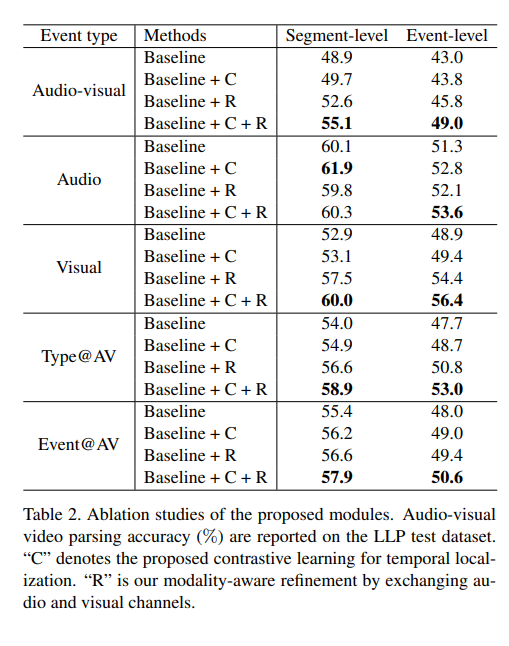 Event type Methods Segment-level Event-level
Audio-visual
Baseline 48.9 43.0
Baseline + C 49.7 43.8
Baseline + R 52.6 45.8
Baseline + C + R 55.1 49.0
Audio
Baseline 60.1 51.3
Baseline + C 61.9 52.8
Baseline + R 59.8 52.1
Baseline + C + R 60.3 53.6
Visual
Baseline 52.9 48.9
Baseline + C 53.1 49.4
Baseline + R 57.5 54.4
Baseline + C + R 60.0 56.4
Type@AV
Baseline 54.0 47.7
Baseline + C 54.9 48.7
Baseline + R 56.6 50.8
Baseline + C + R 58.9 53.0
Event@AV
Baseline 55.4 48.0
Baseline + C 56.2 49.0
Baseline + R 56.6 49.4
Baseline + C + R 57.9 50.6
Table 2. Ablation studies of the proposed modules. Audio-visual
video parsing accuracy (%) are reported on the LLP test dataset.
“C” denotes the proposed contrastive learning for temporal local-
ization. “R” is our modality-aware refinement by exchanging au-
dio and visual channels.